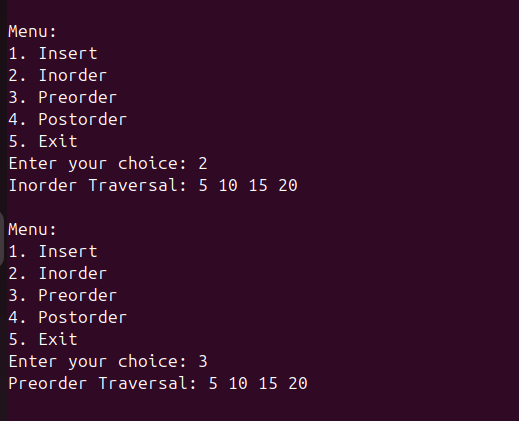 Menu:
1. Insert
2. Inorder
3. Preorder
4. Postorder
5. Exit
Enter your choice: 2
Inorder Traversal: 5 10 15 20
Menu:
1. Insert
2. Inorder
3. Preorder
4. Postorder
5. Exit
Enter your choice: 3
Preorder Traversal: 5 10 15 20